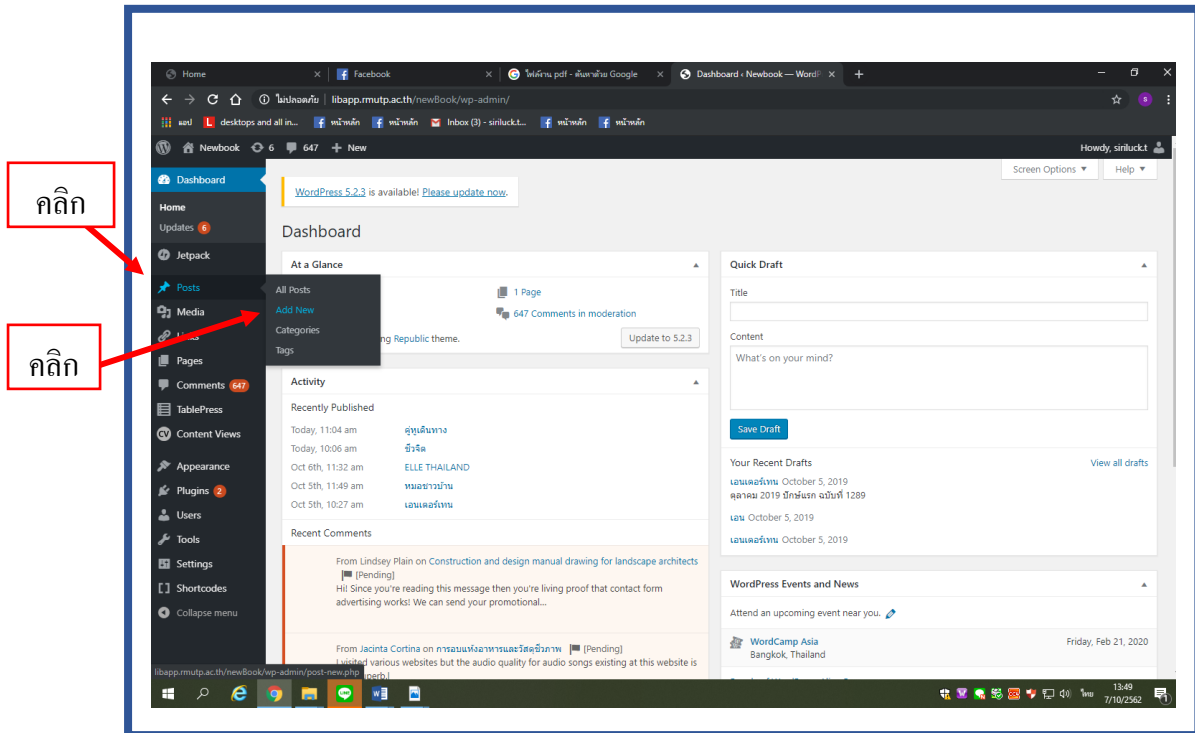 Home
Facebook
ไฟล์งาน pdf - ค้นหาด้วย Google
Dashboard ‹ Newbook — WordP
ไม่ปลอดภัย | libapp.rmutp.ac.th/newBook/wp-admin/
แอป
desktops and all in...
หน้าหลัก
หน้าหลัก
Inbox (3) - siriluck.t...
หน้าหลัก
หน้าหลัก
Newbook 6 647 + New
Howdy, siriluck.t
คลิก
คลิก
Dashboard
Home
Updates 6
Jetpack
Posts
Media
Pages
Comments 647
TablePress
Content Views
Appearance
Plugins 2
Users
Tools
Settings
Shortcodes
Collapse menu
All Posts
Add New
Categories
Tags
Screen Options
Help
WordPress 5.2.3 is available! Please update now.
Dashboard
At a Glance
1 Page
647 Comments in moderation
ng Republic theme.
Update to 5.2.3
Activity
Recently Published
Today, 11:04 am คู่หูเดินทาง
Today, 10:06 am ชีวจิต
Oct 6th, 11:32 am ELLE THAILAND
Oct 5th, 11:49 am หมอชาวบ้าน
Oct 5th, 10:27 am เอนเตอร์เทน
Recent Comments
From Lindsey Plain on Construction and design manual drawing for landscape architects
[Pending]
Hi! Since you're reading this message then you're living proof that contact form
advertising works! We can send your promotional...
From Jacinta Cortina on การอบแห้งอาหารและวัสดุชีวภาพ [Pending]
I visited various websites but the audio quality for audio songs existing at this website is
Quick Draft
Title
Content
What's on your mind?
Save Draft
Your Recent Drafts
View all drafts
เอนเตอร์เทน October 5, 2019
ตุลาคม 2019 ปักษ์แรก ฉบับที่ 1289
เอน October 5, 2019
เอนเตอร์เทน October 5, 2019
WordPress Events and News
Attend an upcoming event near you.
WordCamp Asia
Bangkok, Thailand
Friday, Feb 21, 2020
libapp.rmutp.ac.th/newBook/wp-admin/post-new.php
ไทย
13:49
7/10/2562